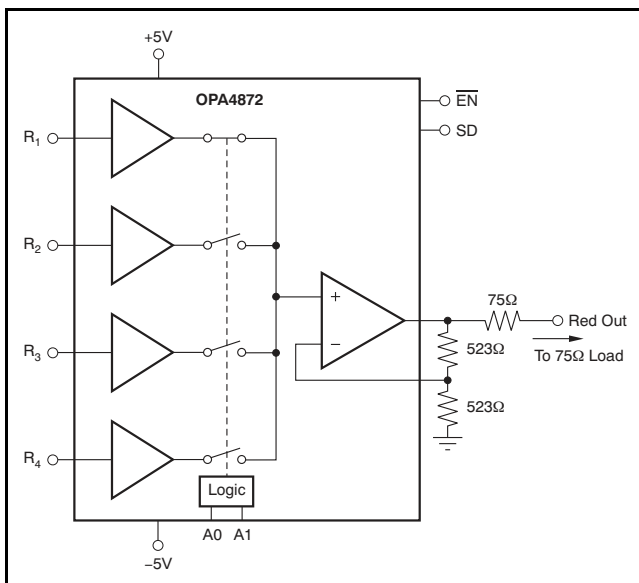 +5V
OPA4872
E̅N̅
SD
R₁
R₂
R₃
R₄
+
−
75Ω
Red Out
To 75Ω Load
523Ω
523Ω
Logic
A0 A1
−5V